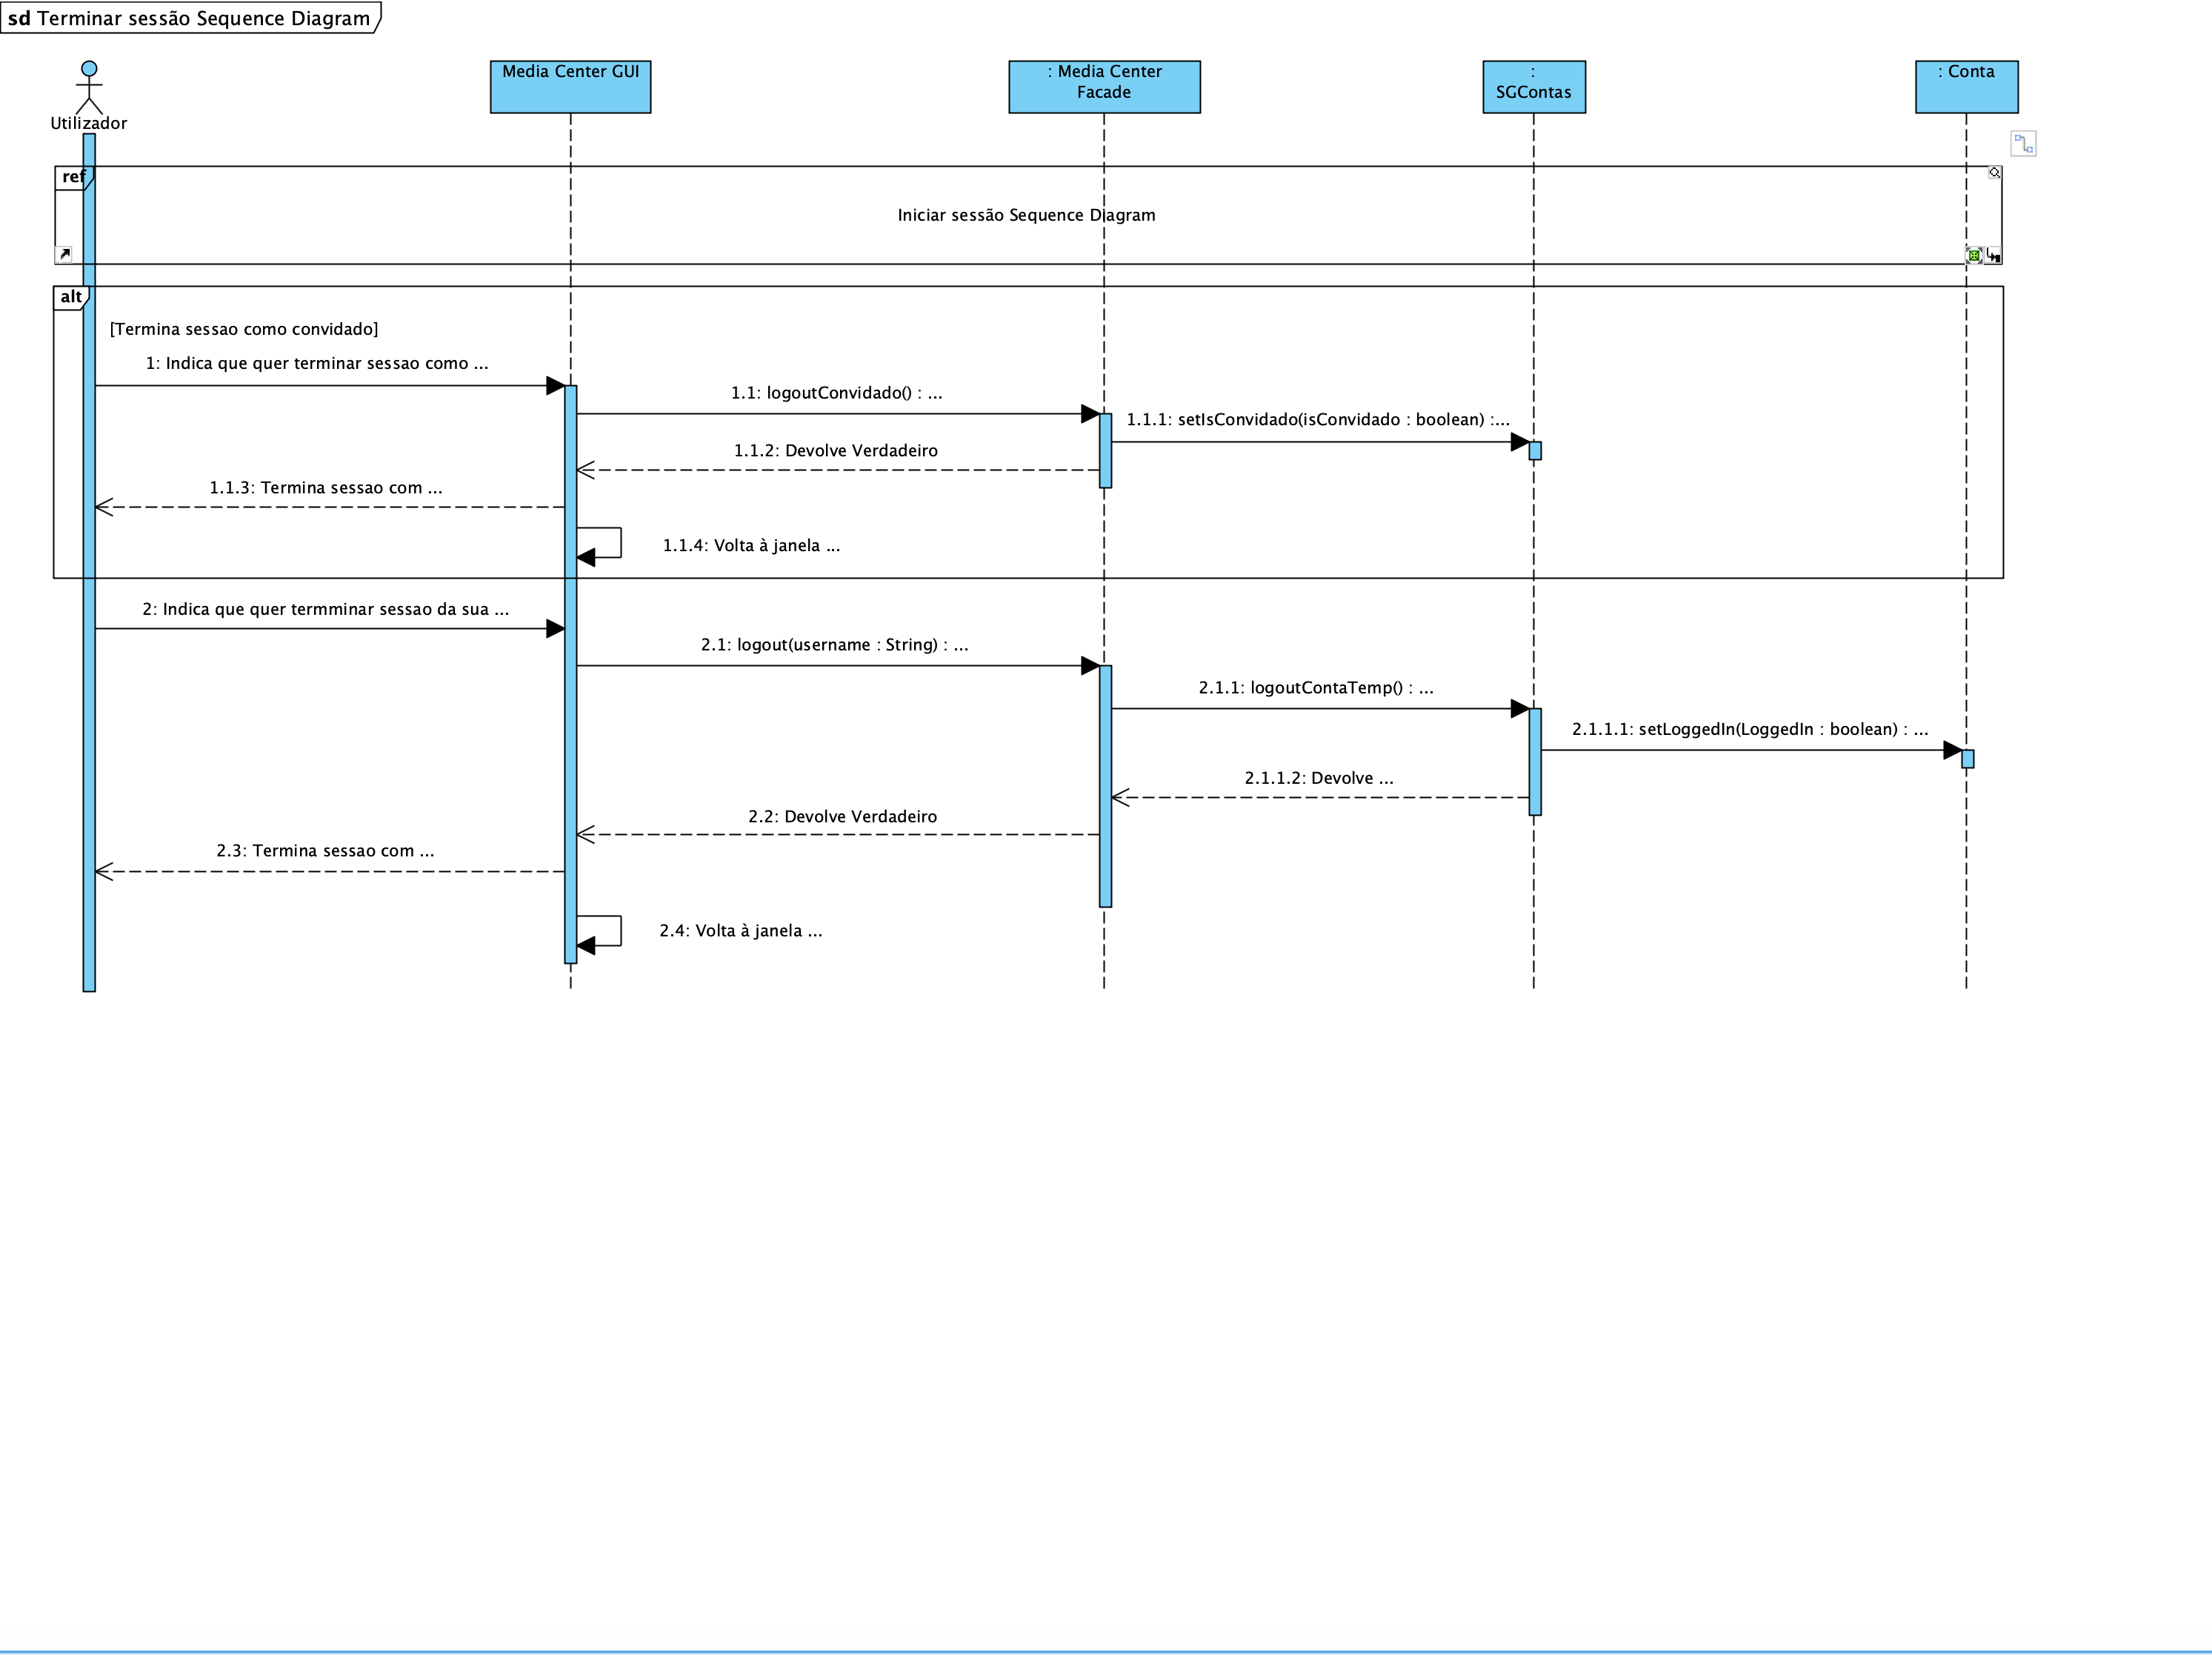 sd Terminar sessão Sequence Diagram
Utilizador
Media Center GUI
: Media Center
Facade
:
SGContas
: Conta
ref
Iniciar sessão Sequence Diagram
alt
[Termina sessao como convidado]
1: Indica que quer terminar sessao como ...
1.1: logoutConvidado() : ...
1.1.1: setIsConvidado(isConvidado : boolean) :...
1.1.2: Devolve Verdadeiro
1.1.3: Termina sessao com ...
1.1.4: Volta à janela ...
2: Indica que quer termminar sessao da sua ...
2.1: logout(username : String) : ...
2.1.1: logoutContaTemp() : ...
2.1.1.1: setLoggedIn(LoggedIn : boolean) : ...
2.1.1.2: Devolve ...
2.2: Devolve Verdadeiro
2.3: Termina sessao com ...
2.4: Volta à janela ...